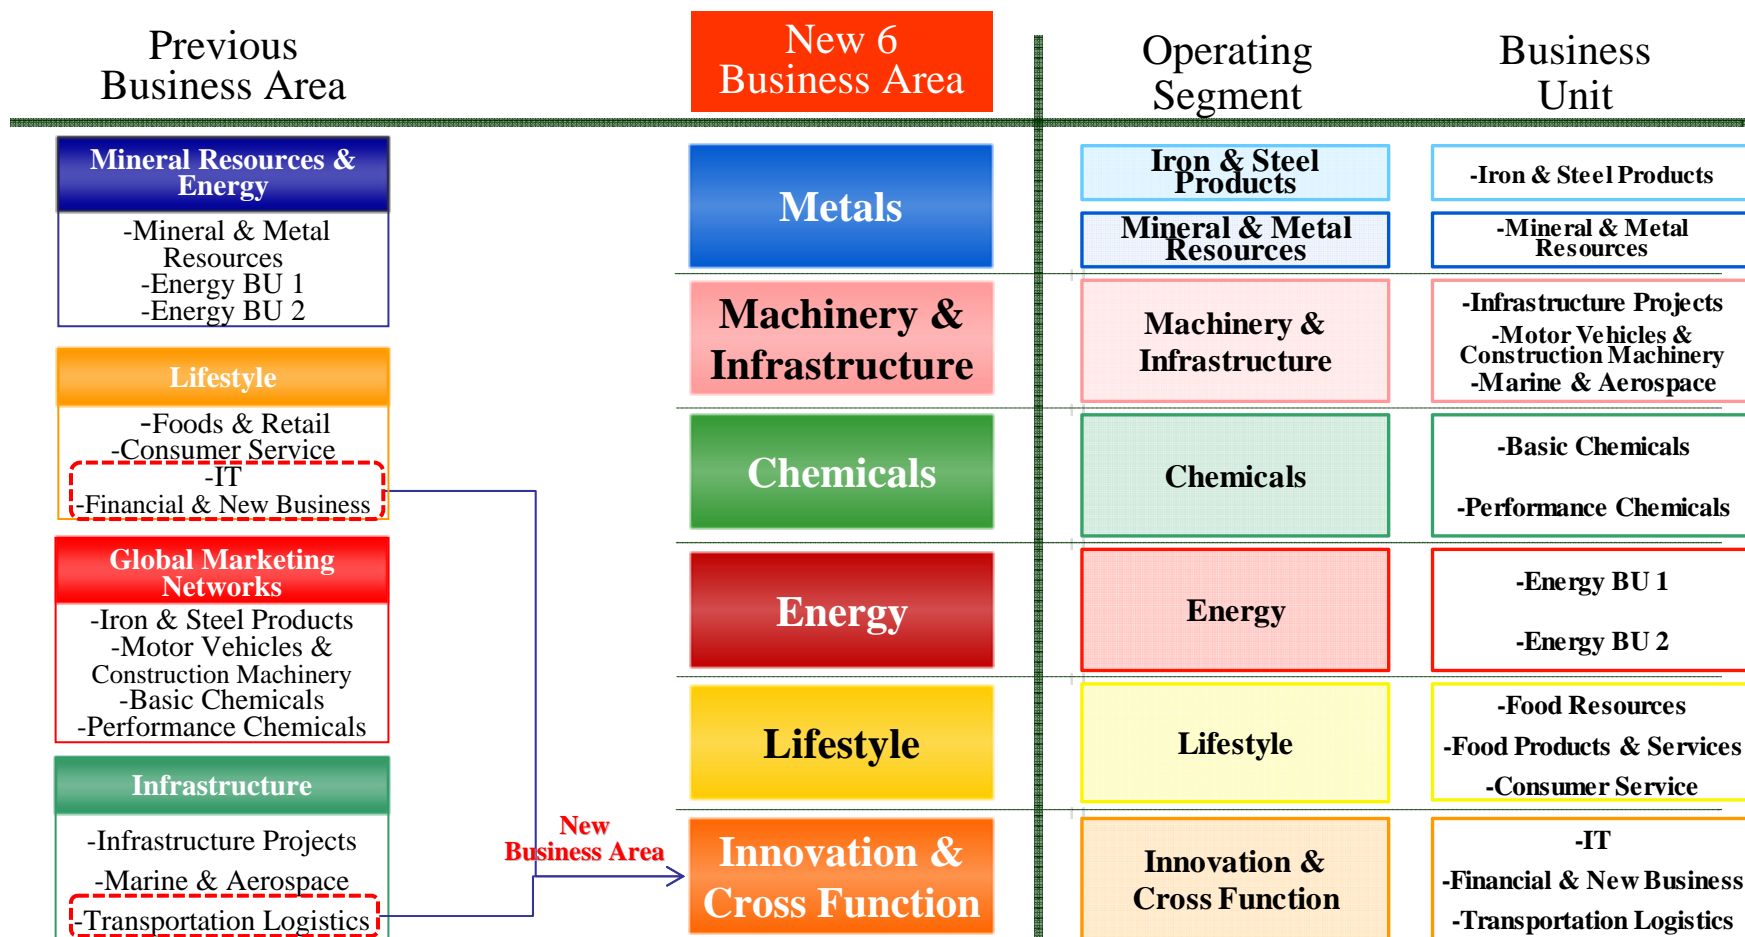 Previous
Business Area
New 6
Business Area
Operating
Segment
Business
Unit
Mineral Resources &
Energy
-Mineral & Metal
Resources
-Energy BU 1
-Energy BU 2
Lifestyle
-Foods & Retail
-Consumer Service
-IT
-Financial & New Business
Global Marketing
Networks
-Iron & Steel Products
-Motor Vehicles &
Construction Machinery
-Basic Chemicals
-Performance Chemicals
Infrastructure
-Infrastructure Projects
-Marine & Aerospace
-Transportation Logistics
New
Business Area
Metals
Iron & Steel
Products
-Iron & Steel Products
Mineral & Metal
Resources
-Mineral & Metal
Resources
Machinery &
Infrastructure
Machinery &
Infrastructure
-Infrastructure Projects
-Motor Vehicles &
Construction Machinery
-Marine & Aerospace
Chemicals
Chemicals
-Basic Chemicals
-Performance Chemicals
Energy
Energy
-Energy BU 1
-Energy BU 2
Lifestyle
Lifestyle
-Food Resources
-Food Products & Services
-Consumer Service
Innovation &
Cross Function
Innovation &
Cross Function
-IT
-Financial & New Business
-Transportation Logistics